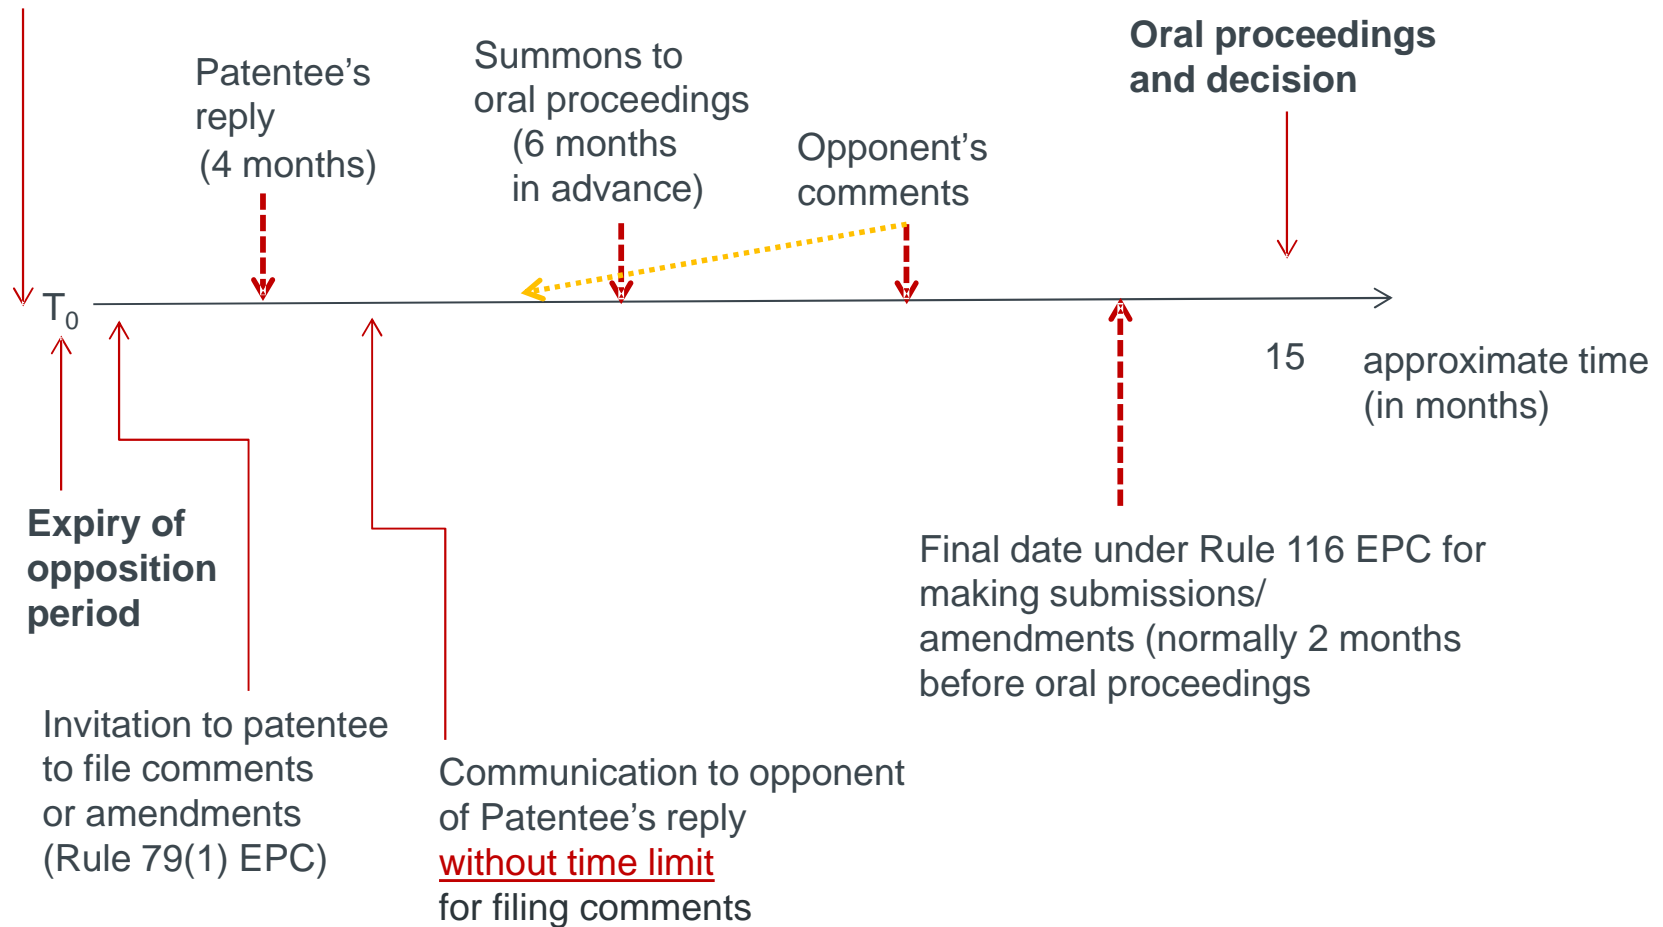 Patentee's
reply
(4 months)
Summons to
oral proceedings
(6 months
in advance)
Opponent's
comments
Oral proceedings
and decision
T₀
15
approximate time
(in months)
Expiry of
opposition
period
Invitation to patentee
to file comments
or amendments
(Rule 79(1) EPC)
Communication to opponent
of Patentee's reply
without time limit
for filing comments
Final date under Rule 116 EPC for
making submissions/
amendments (normally 2 months
before oral proceedings